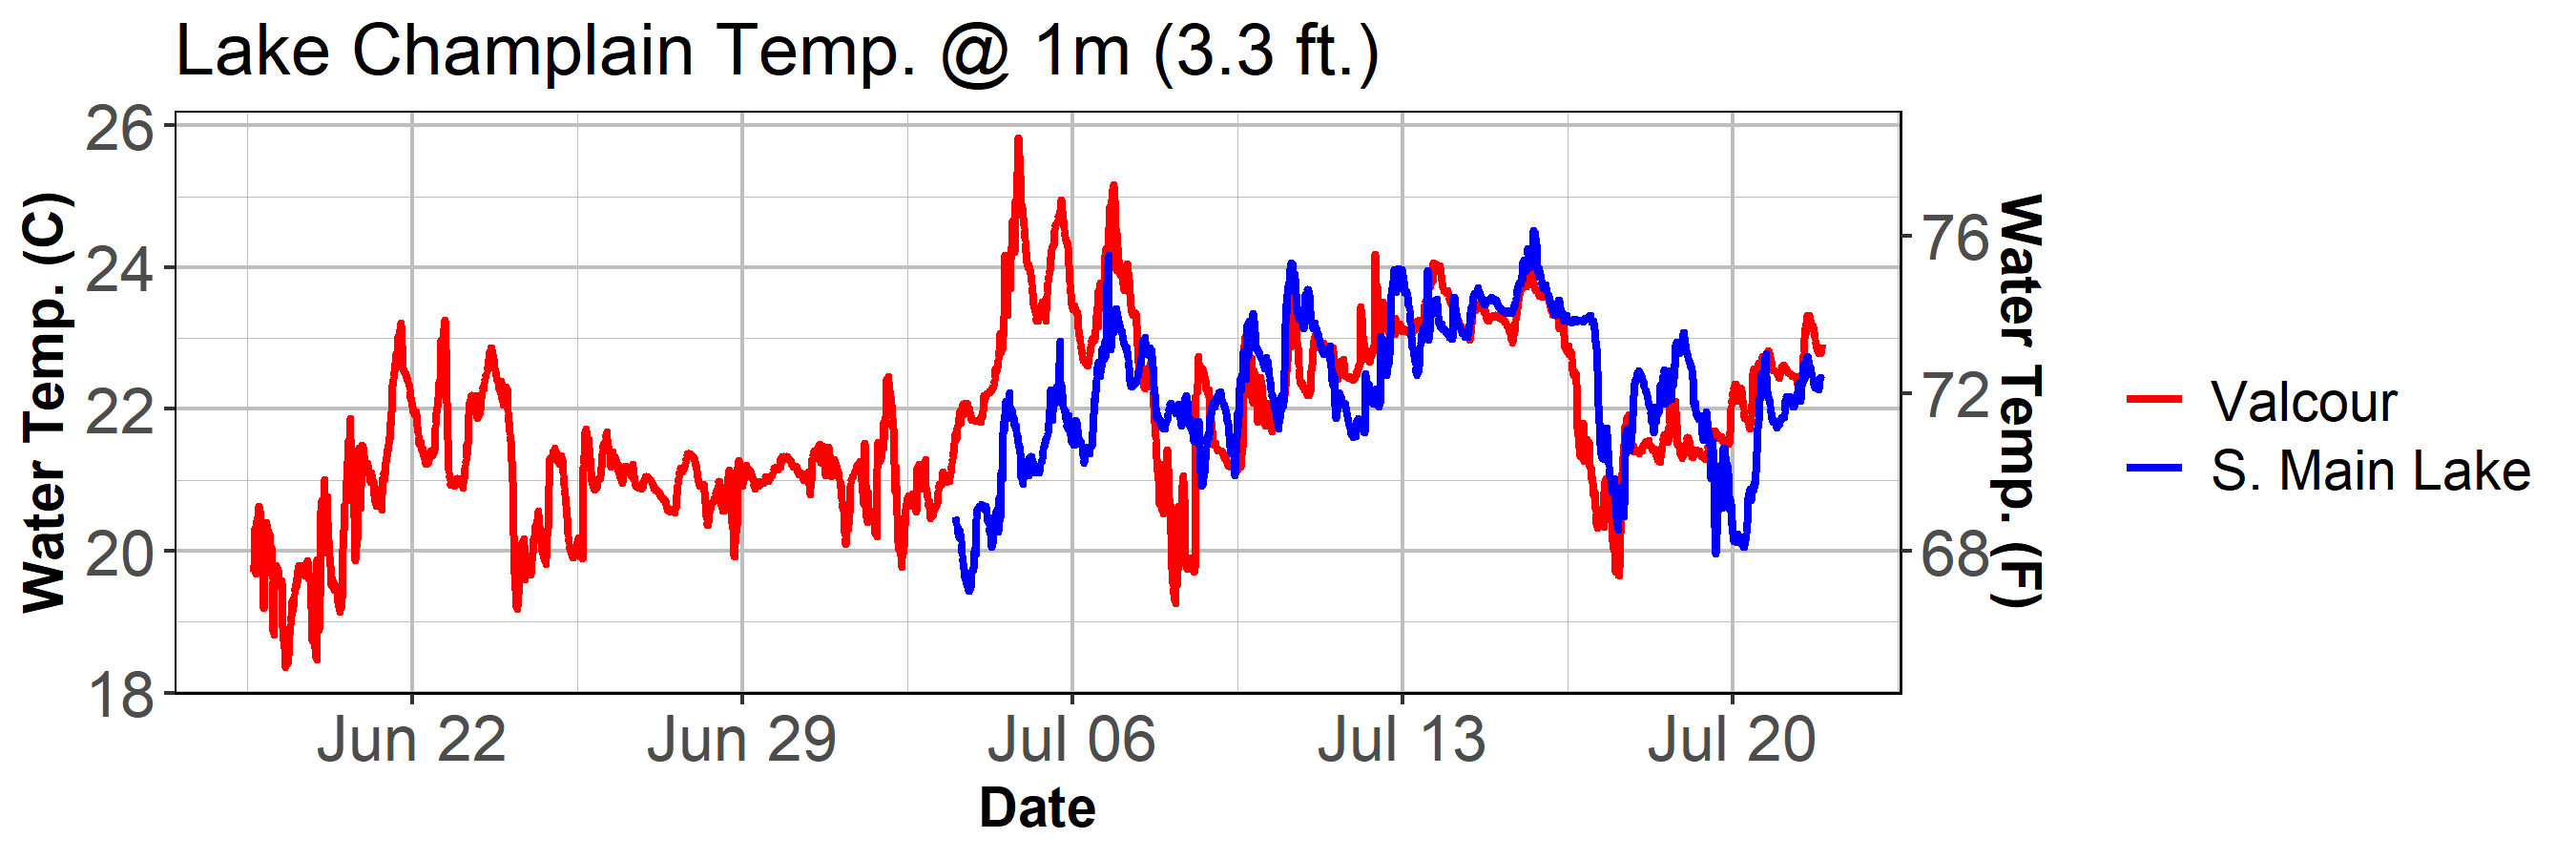 Lake Champlain Temp. @ 1m (3.3 ft.)
Water Temp. (C)
26
24
22
20
18
76
72
68
Water Temp. (F)
Jun 22
Jun 29
Jul 06
Jul 13
Jul 20
Date
Valcour
S. Main Lake